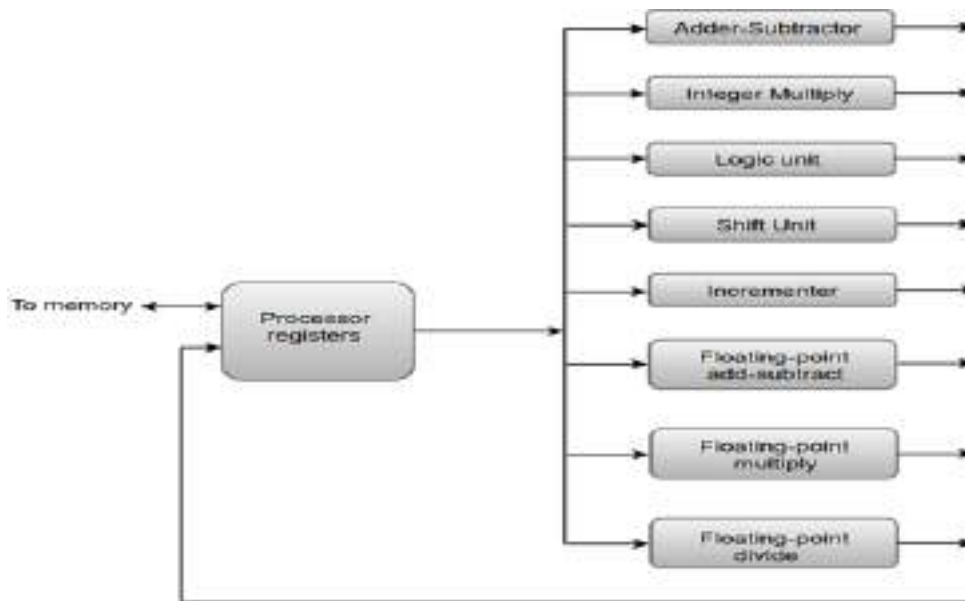 Adder-Subtractor
Integer Multiply
Logic unit
Shift Unit
Incrementer
To memory
Processor
registers
Floating-point
add-subtract
Floating-point
multiply
Floating-point
divide